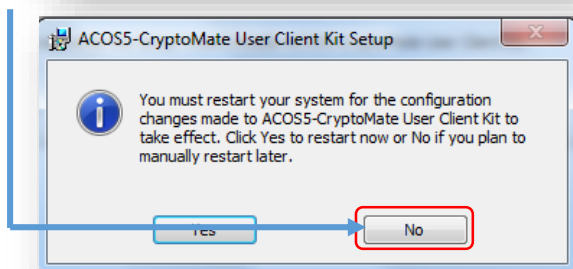 ACOS5-CryptoMate User Client Kit Setup
You must restart your system for the configuration
changes made to ACOS5-CryptoMate User Client Kit to
take effect. Click Yes to restart now or No if you plan to
manually restart later.
Yes
No